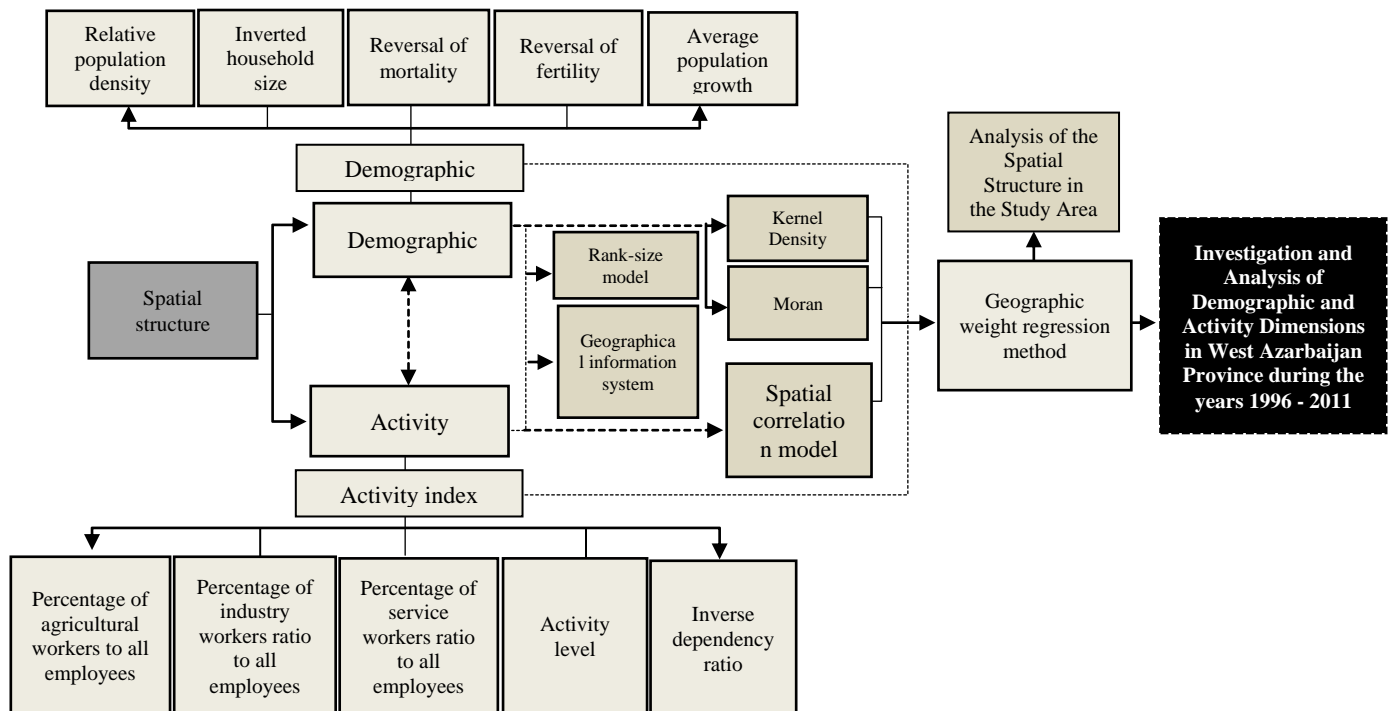 Relative
population
density
Inverted
household
size
Reversal of
mortality
Reversal of
fertility
Average
population
growth
Demographic
Demographic
Spatial
structure
Activity
Activity index
Rank-size
model
Geographica
l information
system
Kernel
Density
Moran
Spatial
correlatio
n model
Analysis of the
Spatial
Structure in
the Study Area
Geographic
weight regression
method
Investigation and
Analysis of
Demographic and
Activity Dimensions
in West Azarbaijan
Province during the
years 1996 - 2011
Percentage of
agricultural
workers to all
employees
Percentage of
industry
workers ratio
to all
employees
Percentage of
service
workers ratio
to all
employees
Activity
level
Inverse
dependency
ratio